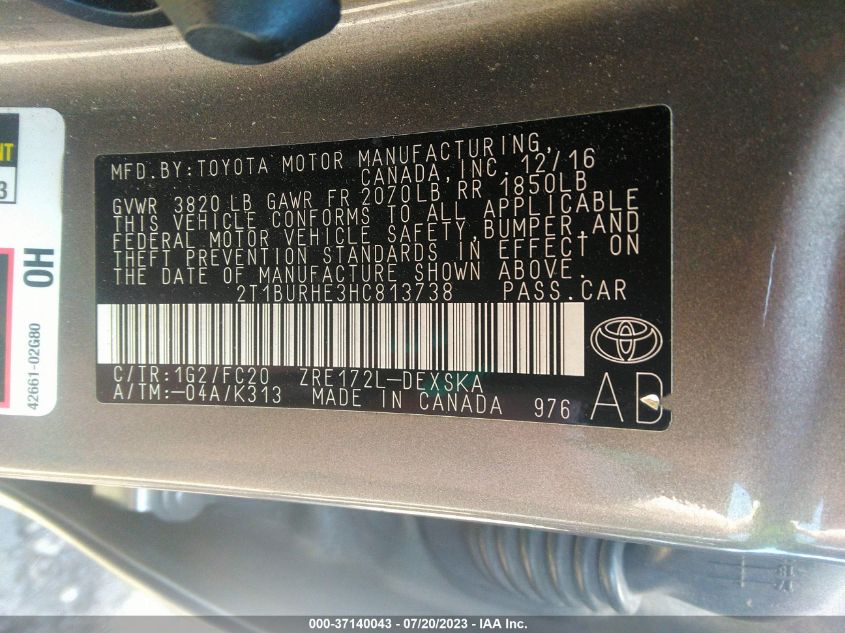 MFD.BY:TOYOTA MOTOR MANUFACTURING,
CANADA,INC. 12/16
GVWR 3820 LB GAWR FR 2070LB RR 1850LB
THIS VEHICLE CONFORMS TO ALL APPLICABLE
FEDERAL MOTOR VEHICLE SAFETY,BUMPER,AND
THEFT PREVENTION STANDARDS IN EFFECT ON
THE DATE OF MANUFACTURE SHOWN ABOVE.
2T1BURHE3HC813738 PASS.CAR
C/TR:1G2/FC20 ZRE172L-DEXSKA
A/TM:-04A/K313 MADE IN CANADA 976
AD
NT
3
OH
42661-02G80
000-37140043 - 07/20/2023 - IAA Inc.